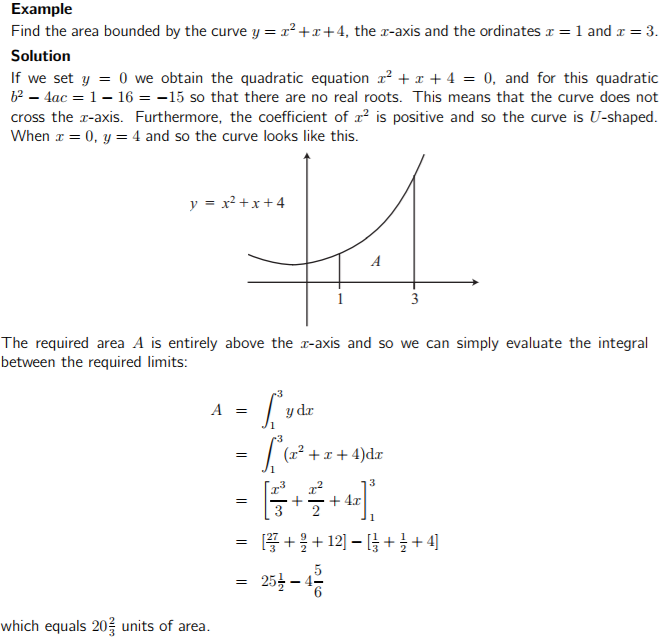 Example
Find the area bounded by the curve y = x² + x + 4, the x-axis and the ordinates x = 1 and x = 3.
Solution
If we set y = 0 we obtain the quadratic equation x² + x + 4 = 0, and for this quadratic
b² − 4ac = 1 − 16 = −15 so that there are no real roots. This means that the curve does not
cross the x-axis. Furthermore, the coefficient of x² is positive and so the curve is U-shaped.
When x = 0, y = 4 and so the curve looks like this.
y = x² + x + 4
A
1 3
The required area A is entirely above the x-axis and so we can simply evaluate the integral
between the required limits:
A = ∫₁³ y dx
= ∫₁³ (x² + x + 4)dx
= [x³/3 + x²/2 + 4x]₁³
= [27/3 + 9/2 + 12] − [1/3 + 1/2 + 4]
= 25½ − 4⅚
which equals 20⅔ units of area.